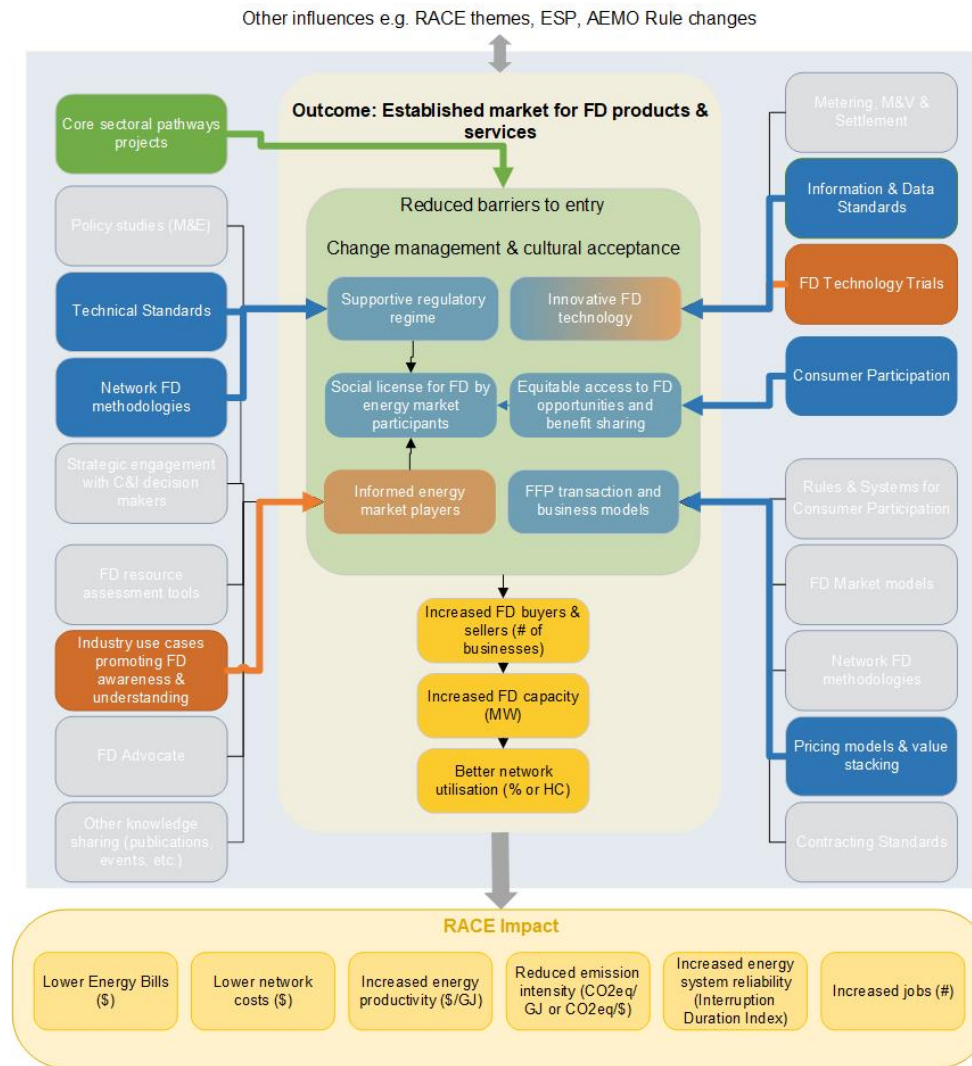 Other influences e.g. RACE themes, ESP, AEMO Rule changes
Outcome: Established market for FD products &
services
Core sectoral pathways
projects
Policy studies (M&E)
Technical Standards
Network FD
methodologies
Strategic engagement
with C&I decision
makers
FD resource
assessment tools
Industry use cases
promoting FD
awareness &
understanding
FD Advocate
Other knowledge
sharing (publications,
events, etc.)
Reduced barriers to entry
Change management & cultural acceptance
Supportive regulatory
regime
Innovative FD
technology
Social license for FD by
energy market
participants
Equitable access to FD
opportunities and
benefit sharing
Informed energy
market players
FFP transaction and
business models
Increased FD buyers &
sellers (# of
businesses)
Increased FD capacity
(MW)
Better network
utilisation (% or HC)
Metering, M&V &
Settlement
Information & Data
Standards
FD Technology Trials
Consumer Participation
Rules & Systems for
Consumer Participation
FD Market models
Network FD
methodologies
Pricing models & value
stacking
Contracting Standards
RACE Impact
Lower Energy Bills
($)
Lower network
costs ($)
Increased energy
productivity ($/GJ)
Reduced emission
intensity (CO2eq/
GJ or CO2eq/$)
Increased energy
system reliability
(Interruption
Duration Index)
Increased jobs (#)